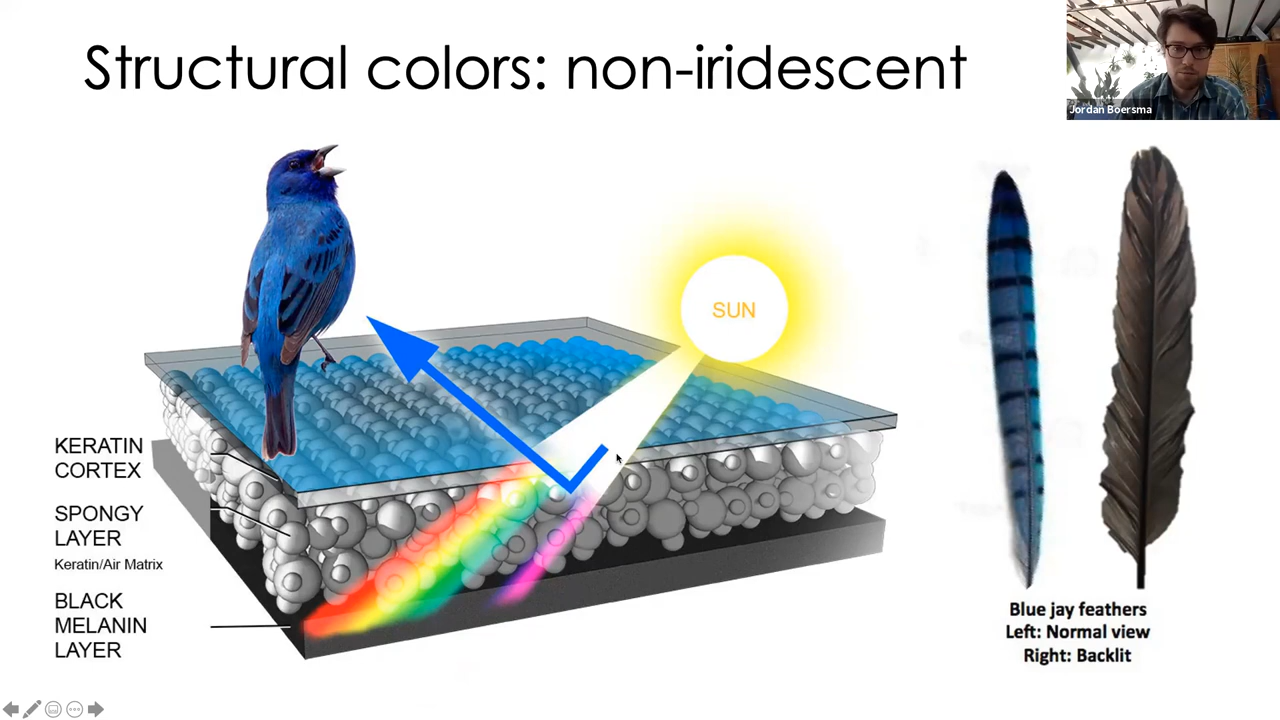 Structural colors: non-iridescent
Jordan Boersma
SUN
KERATIN
CORTEX
SPONGY
LAYER
Keratin/Air Matrix
BLACK
MELANIN
LAYER
Blue jay feathers
Left: Normal view
Right: Backlit